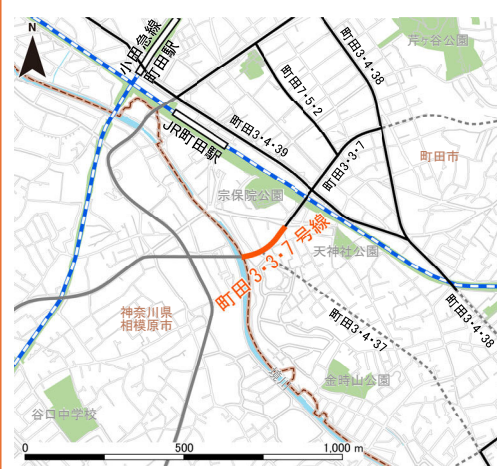 N
小田急線
町田駅
町田3・4・38
芹ヶ谷公園
町田7・5・2
町田3・4・39
JR町田駅
町田3・3・7
町田市
宗保院公園
天神社公園
町田3・3・7号線
神奈川県
相模原市
町田3・4・38
町田3・4・37
境川
金時山公園
谷口中学校
0
500
1,000 m